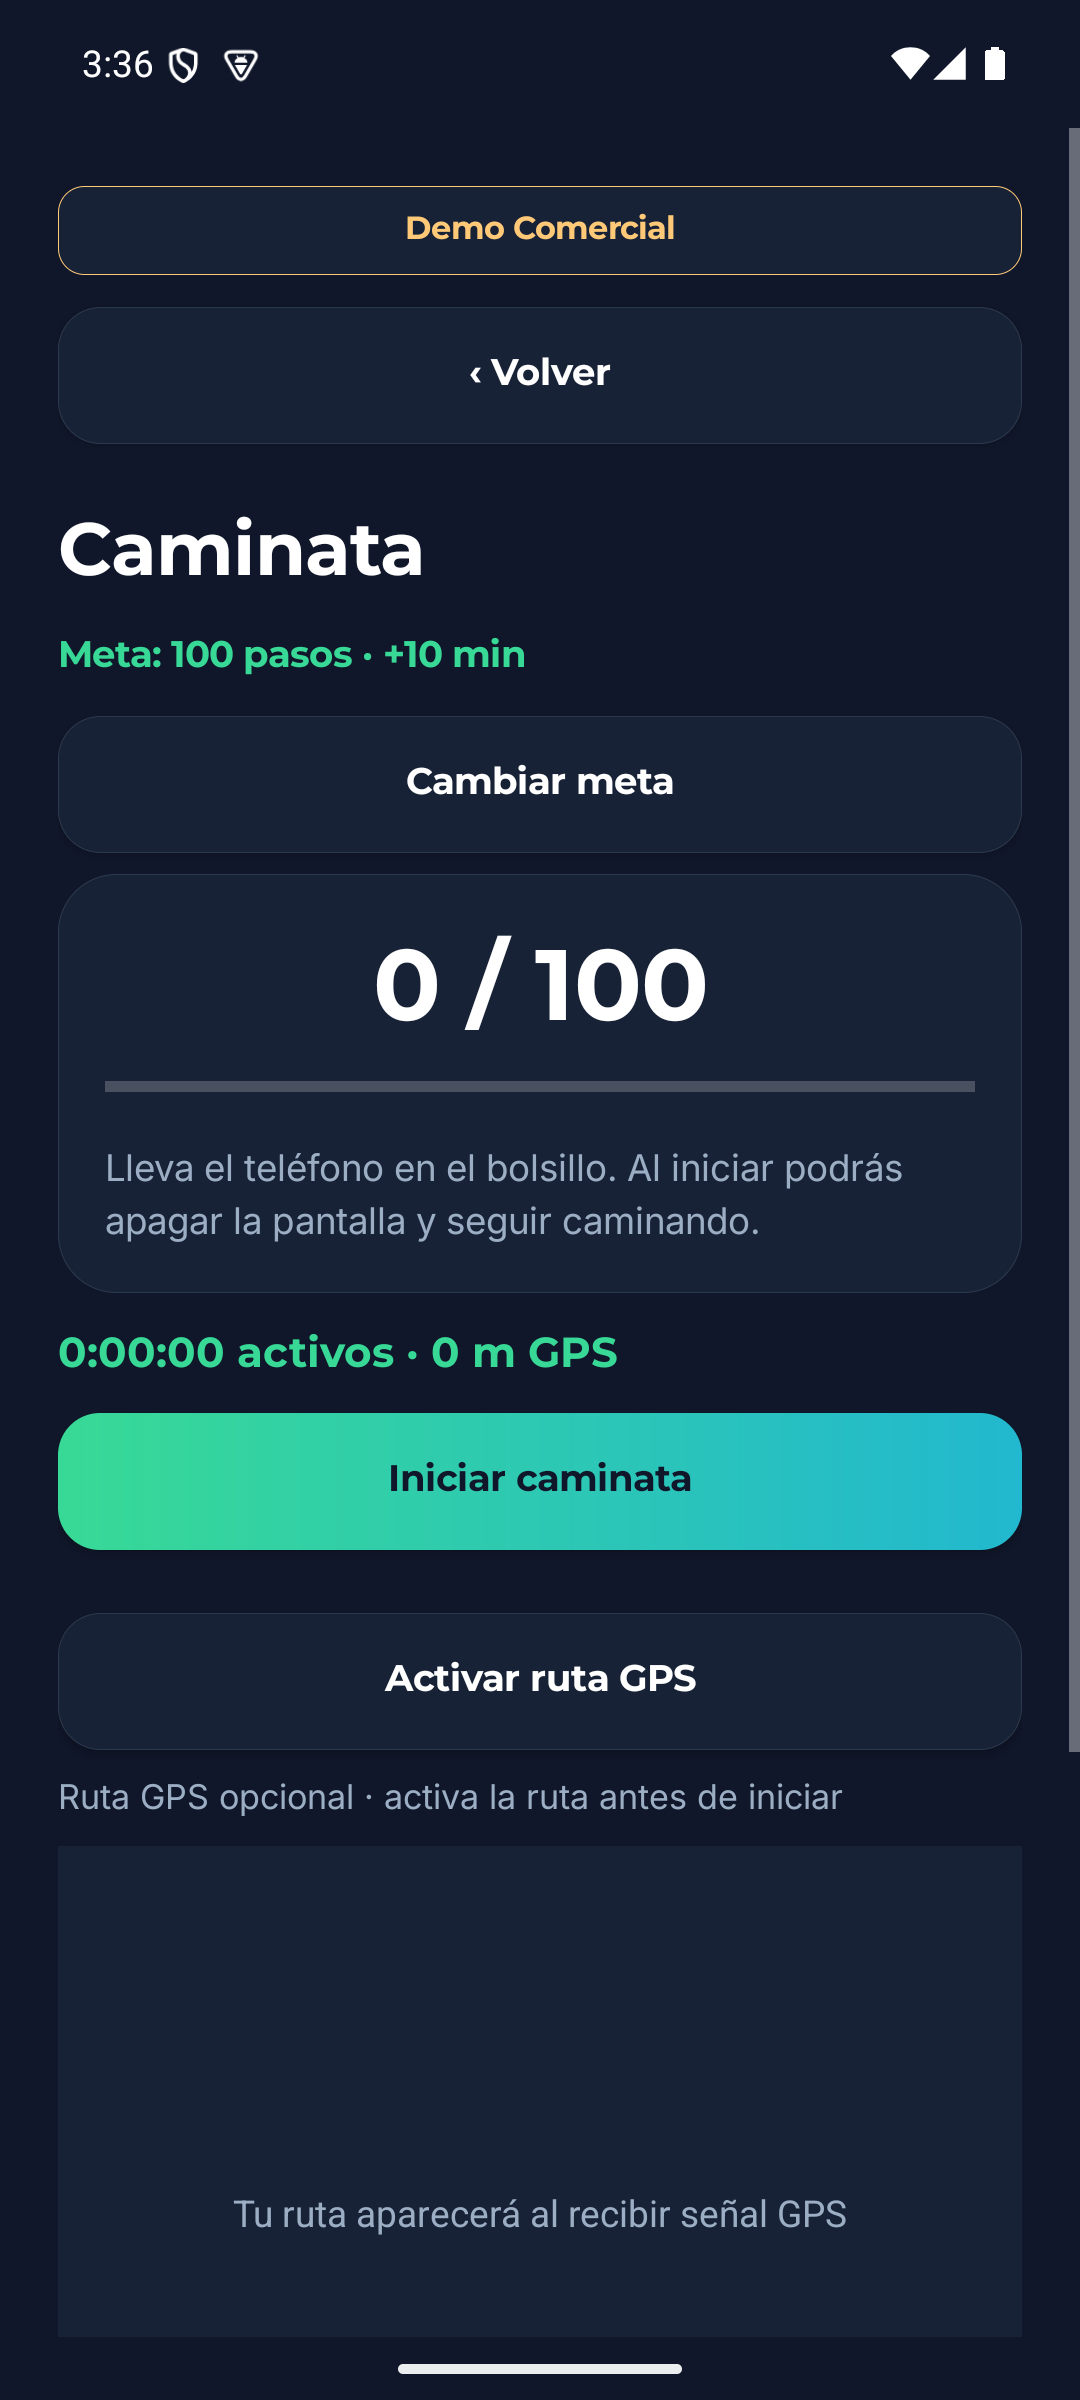 3:36
Demo Comercial
‹ Volver
Caminata
Meta: 100 pasos · +10 min
Cambiar meta
0 / 100
Lleva el teléfono en el bolsillo. Al iniciar podrás
apagar la pantalla y seguir caminando.
0:00:00 activos · 0 m GPS
Iniciar caminata
Activar ruta GPS
Ruta GPS opcional · activa la ruta antes de iniciar
Tu ruta aparecerá al recibir señal GPS